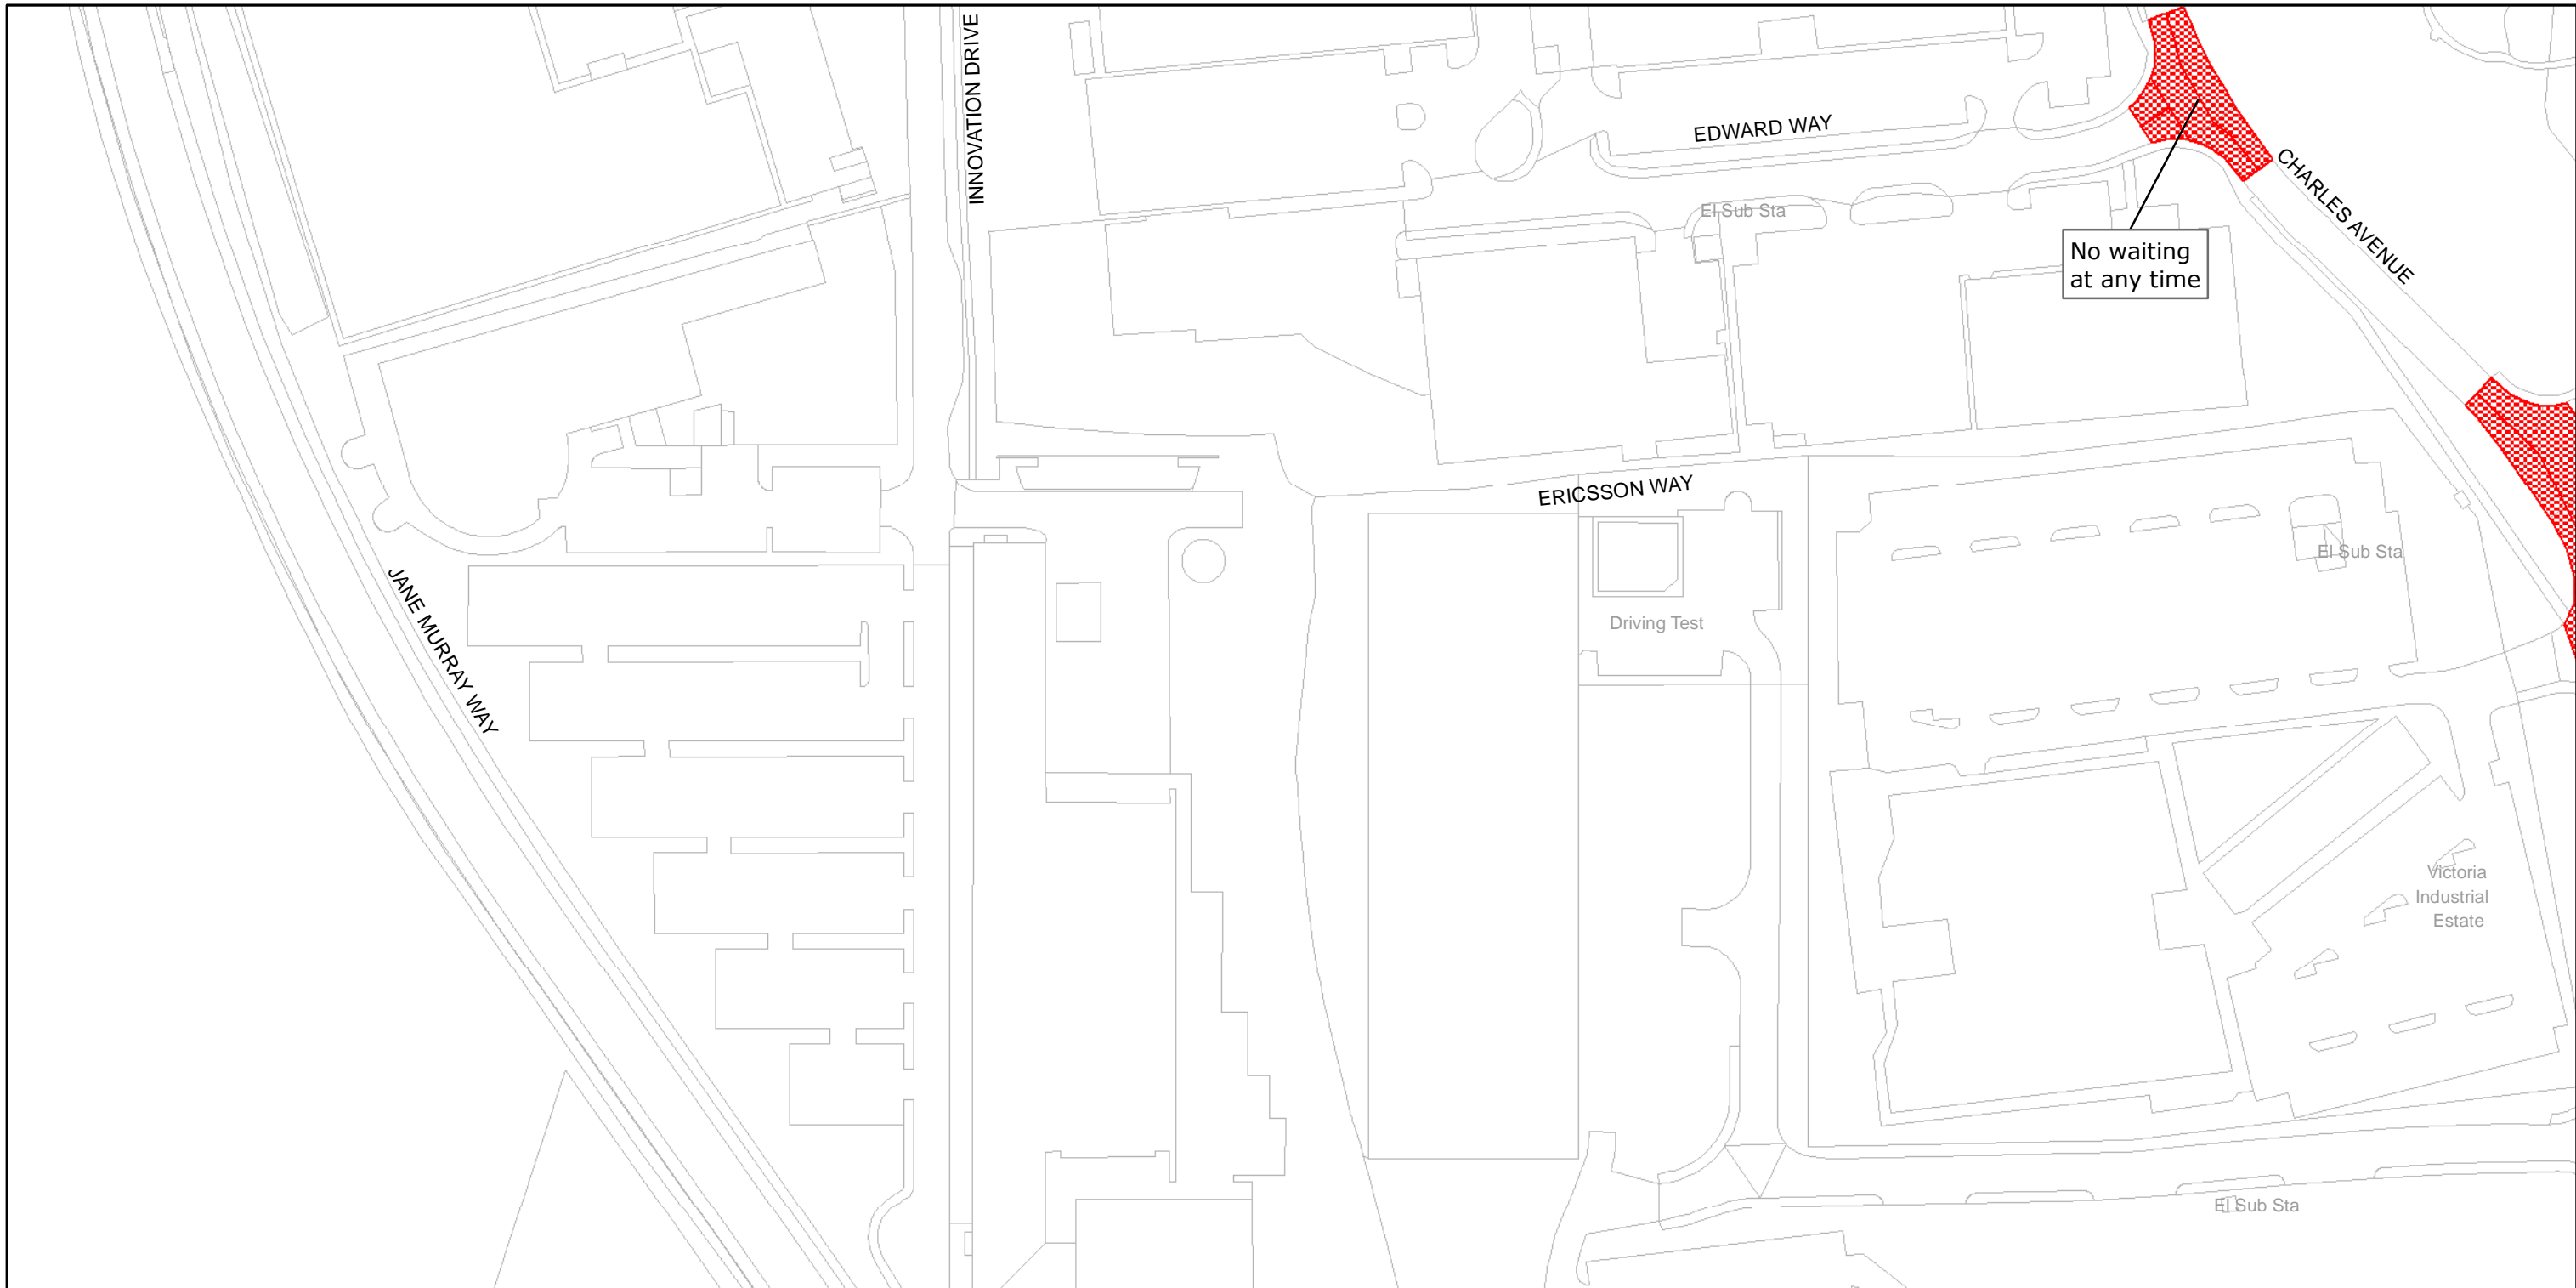 INNOVATION DRIVE
EDWARD WAY
CHARLES AVENUE
El Sub Sta
No waiting
at any time
ERICSSON WAY
El Sub Sta
JANE MURRAY WAY
Driving Test
Victoria
Industrial
Estate
El Sub Sta